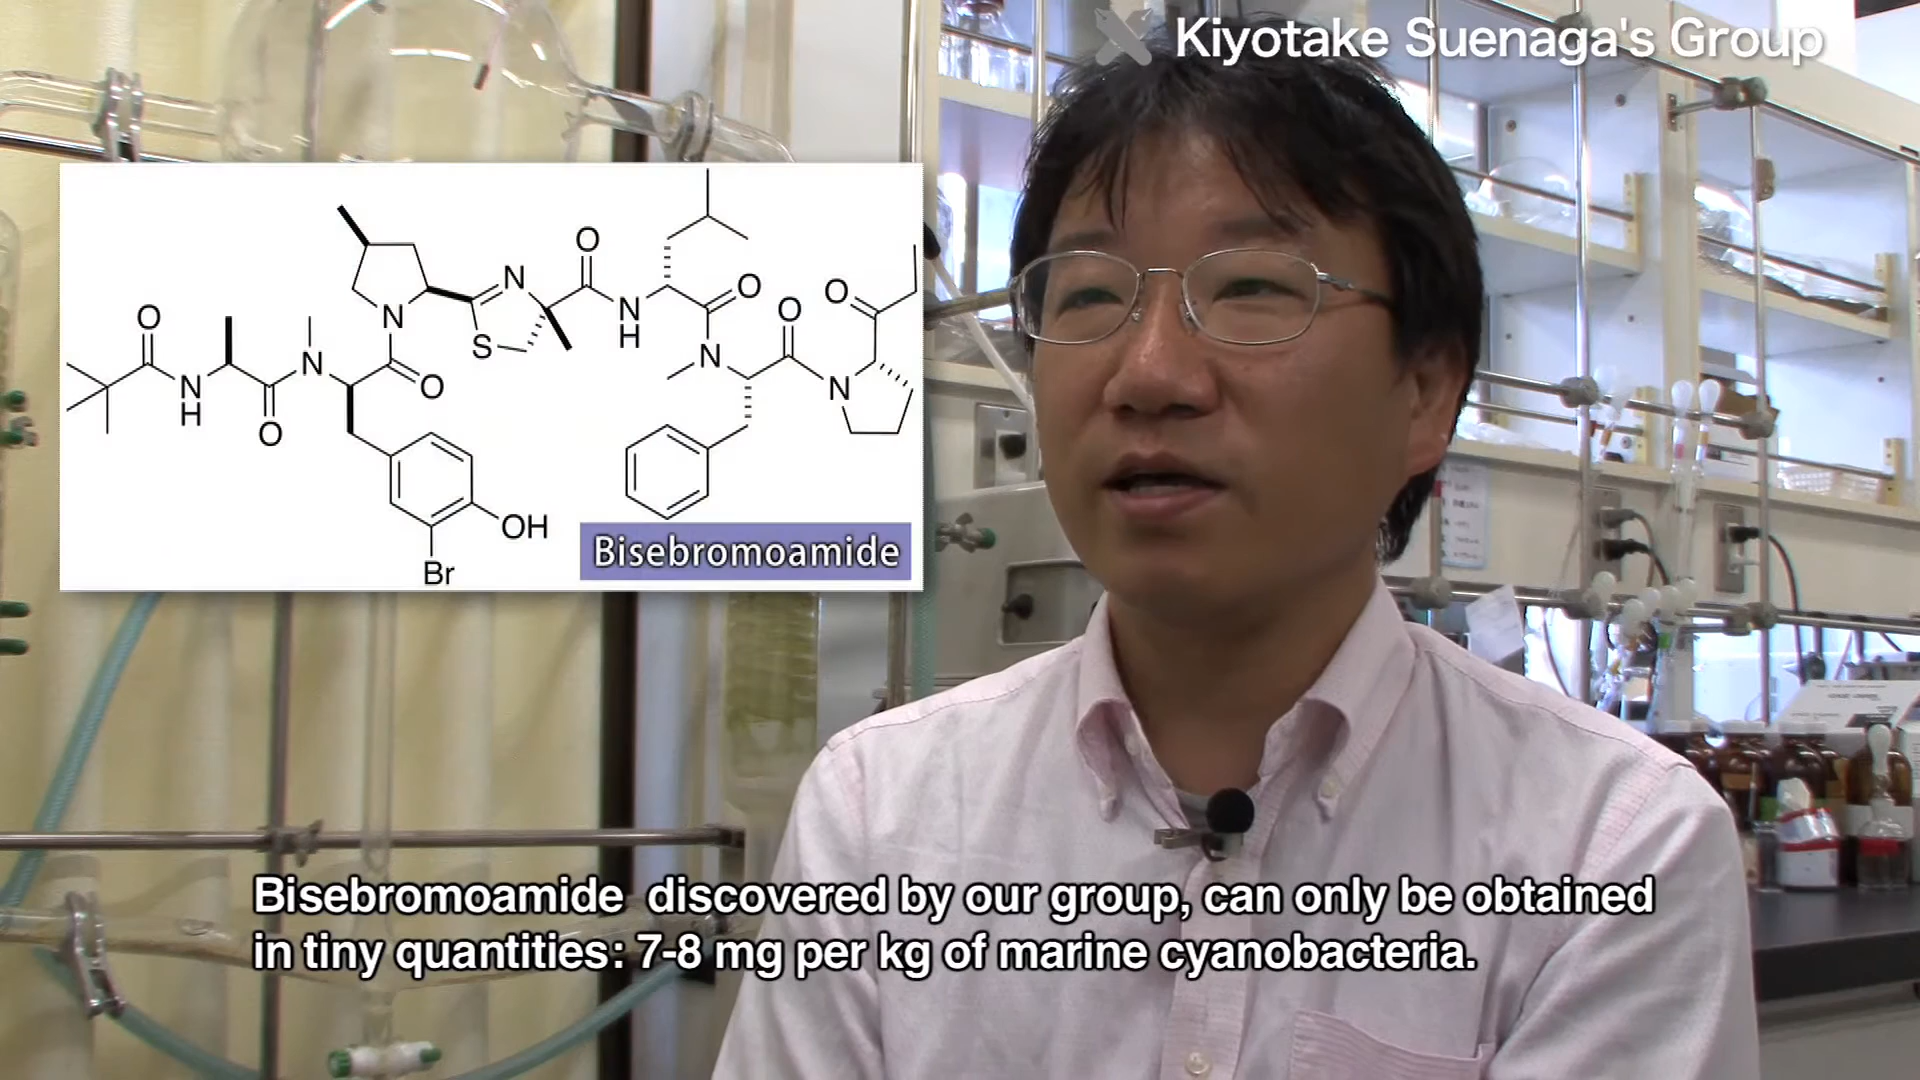 Kiyotake Suenaga's Group
O
N
O
N
H
O
O
O
O
N
S
N
H
N
O
N
H
O
N
O
OH
Br
Bisebromoamide
Bisebromoamide discovered by our group, can only be obtained
in tiny quantities: 7-8 mg per kg of marine cyanobacteria.